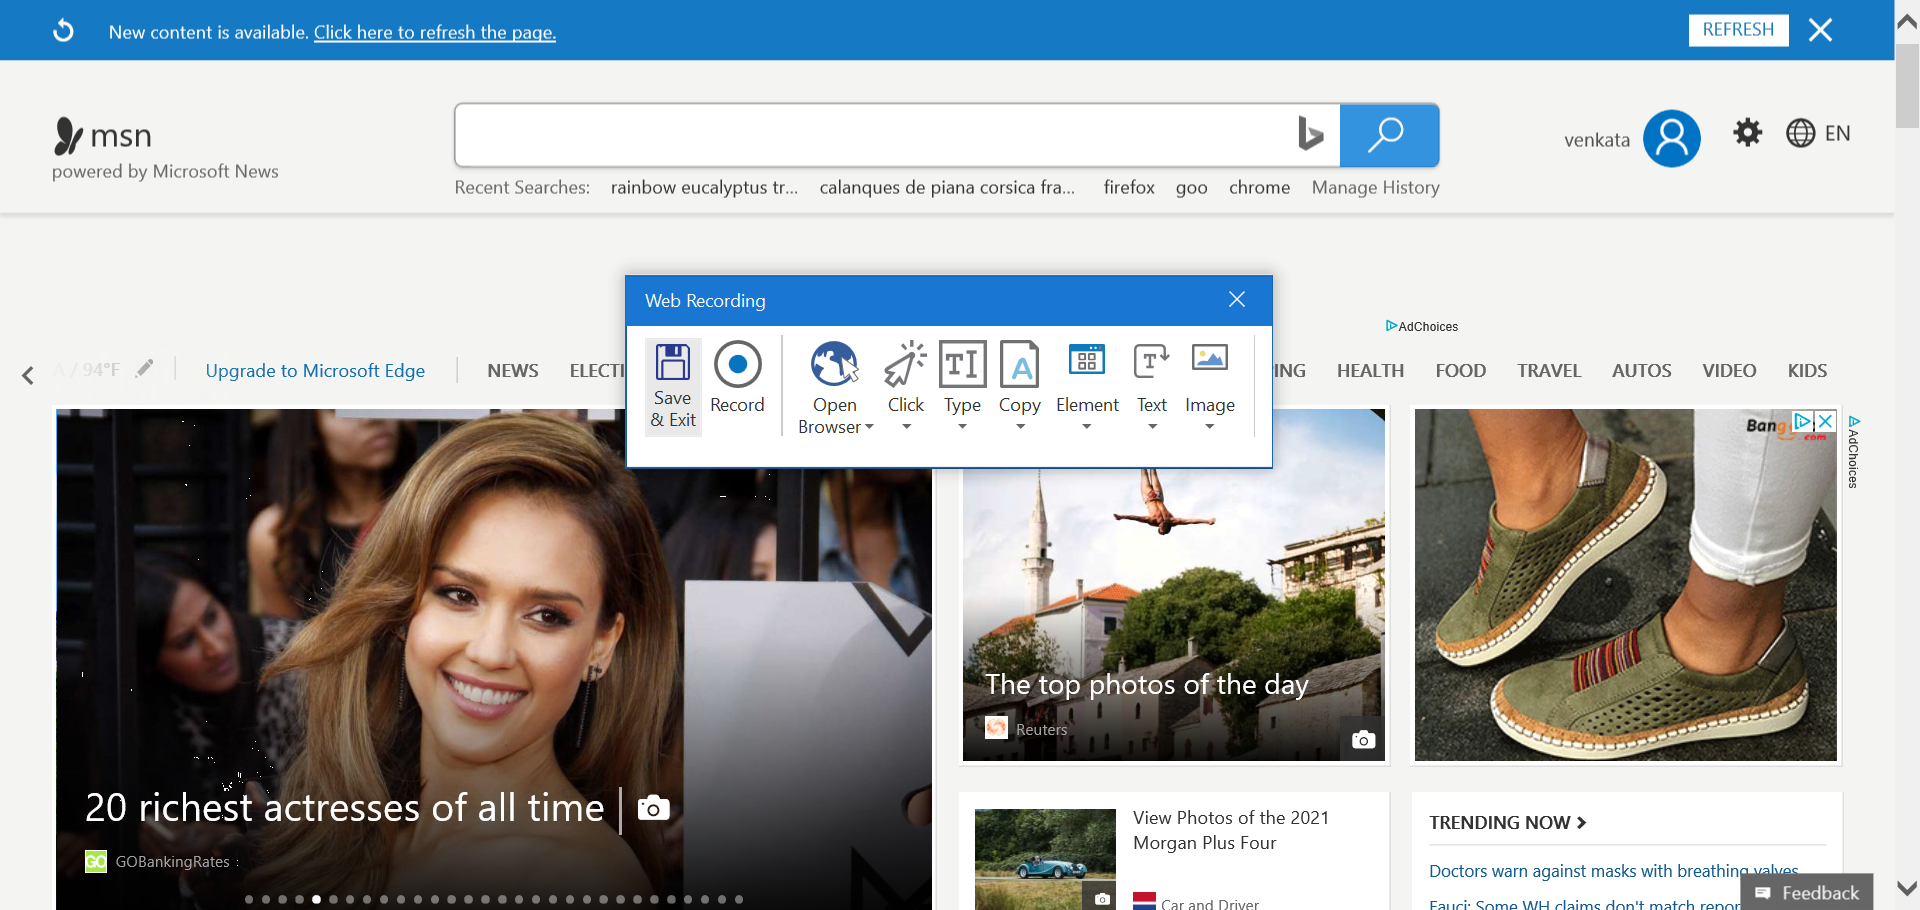 New content is available. Click here to refresh the page.
REFRESH
msn
powered by Microsoft News
Recent Searches: rainbow eucalyptus tr... calanques de piana corsica fra... firefox goo chrome Manage History
venkata
EN
Web Recording
Save & Exit
Record
Open Browser
Click
Type
Copy
Element
Text
Image
AdChoices
A / 94°F
Upgrade to Microsoft Edge
NEWS ELECTI
ING HEALTH FOOD TRAVEL AUTOS VIDEO KIDS
20 richest actresses of all time
GO GOBankingRates
The top photos of the day
Reuters
Bang
.com
AdChoices
View Photos of the 2021
Morgan Plus Four
Car and Driver
TRENDING NOW
Doctors warn against masks with breathing valves
Fauci: Some WH claims don't match repor
Feedback